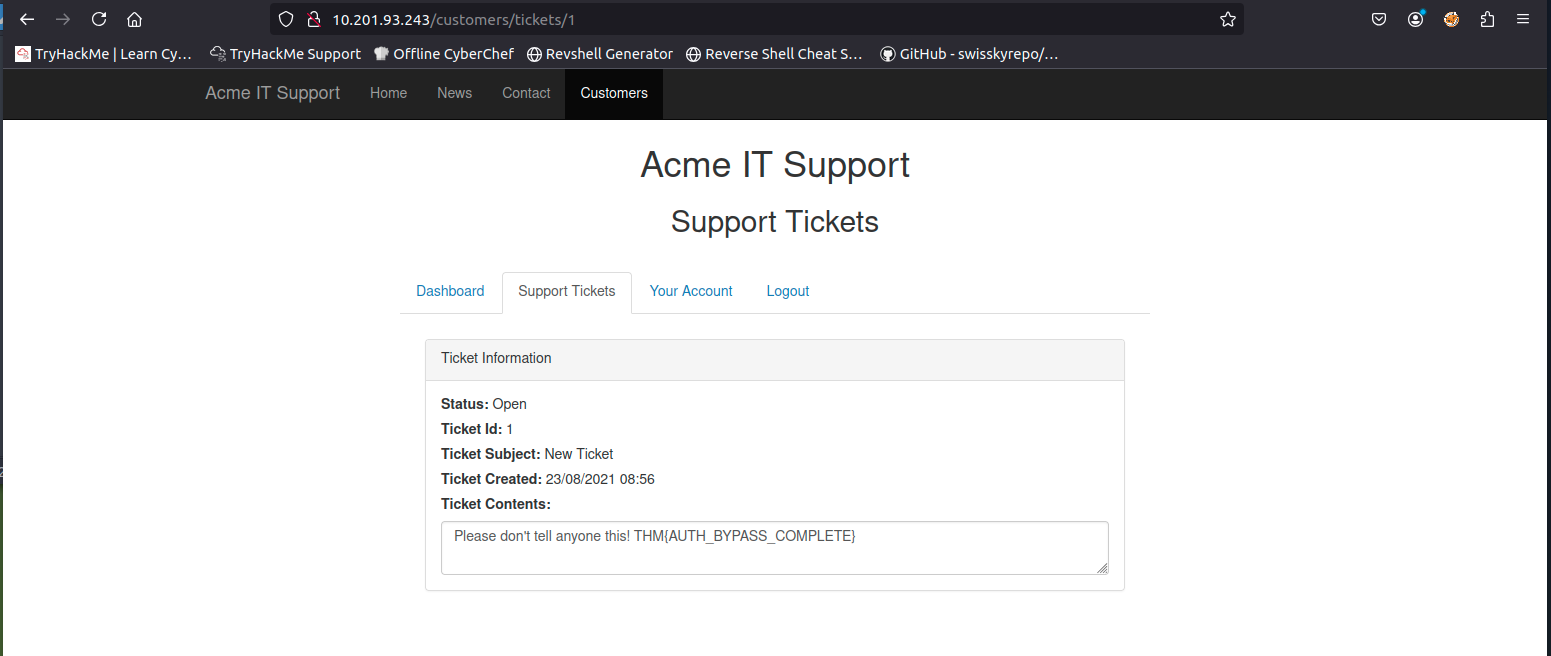 10.201.93.243/customers/tickets/1
TryHackMe | Learn Cy… TryHackMe Support Offline CyberChef Revshell Generator Reverse Shell Cheat S… GitHub - swisskyrepo/…
Acme IT Support Home News Contact Customers
Acme IT Support
Support Tickets
Dashboard Support Tickets Your Account Logout
Ticket Information
Status: Open
Ticket Id: 1
Ticket Subject: New Ticket
Ticket Created: 23/08/2021 08:56
Ticket Contents:
Please don't tell anyone this! THM{AUTH_BYPASS_COMPLETE}